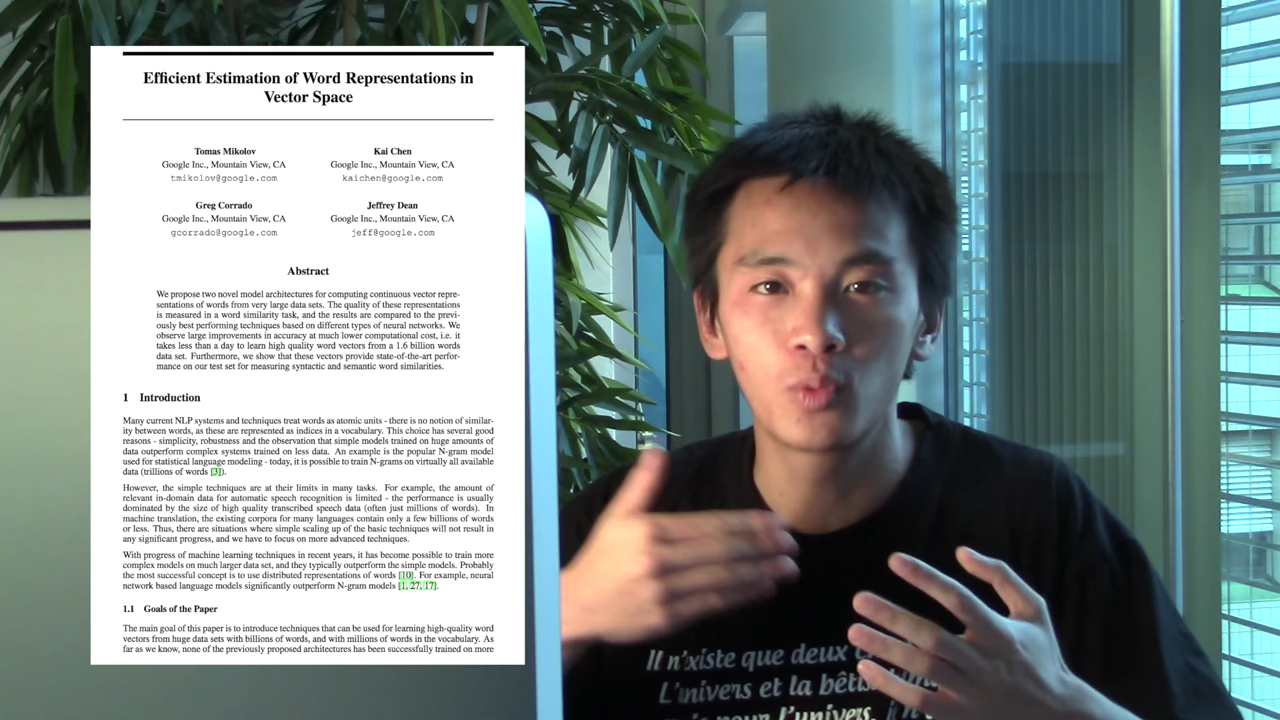 Efficient Estimation of Word Representations in
Vector Space
Tomas Mikolov
Google Inc., Mountain View, CA
tmikolov@google.com
Kai Chen
Google Inc., Mountain View, CA
kaichen@google.com
Greg Corrado
Google Inc., Mountain View, CA
gcorrado@google.com
Jeffrey Dean
Google Inc., Mountain View, CA
jeff@google.com
Abstract
We propose two novel model architectures for computing continuous vector repre-
sentations of words from very large data sets. The quality of these representations
is measured in a word similarity task, and the results are compared to the previ-
ously best performing techniques based on different types of neural networks. We
observe large improvements in accuracy at much lower computational cost, i.e. it
takes less than a day to learn high quality word vectors from a 1.6 billion words
data set. Furthermore, we show that these vectors provide state-of-the-art perfor-
mance on our test set for measuring syntactic and semantic word similarities.
1 Introduction
Many current NLP systems and techniques treat words as atomic units - there is no notion of similar-
ity between words, as these are represented as indices in a vocabulary. This choice has several good
reasons - simplicity, robustness and the observation that simple models trained on huge amounts of
data outperform complex systems trained on less data. An example is the popular N-gram model
used for statistical language modeling - today, it is possible to train N-grams on virtually all available
data (trillions of words [3]).
However, the simple techniques are at their limits in many tasks. For example, the amount of
relevant in-domain data for automatic speech recognition is limited - the performance is usually
dominated by the size of high quality transcribed speech data (often just millions of words). In
machine translation, the existing corpora for many languages contain only a few billions of words
or less. Thus, there are situations where simple scaling up of the basic techniques will not result in
any significant progress, and we have to focus on more advanced techniques.
With progress of machine learning techniques in recent years, it has become possible to train more
complex models on much larger data set, and they typically outperform the simple models. Probably
the most successful concept is to use distributed representations of words [10]. For example, neural
network based language models significantly outperform N-gram models [1, 27, 17].
1.1 Goals of the Paper
The main goal of this paper is to introduce techniques that can be used for learning high-quality word
vectors from huge data sets with billions of words, and with millions of words in the vocabulary. As
far as we know, none of the previously proposed architectures has been successfully trained on more
Il n'existe que deux
L'univers et la
pour l'univers, il n'